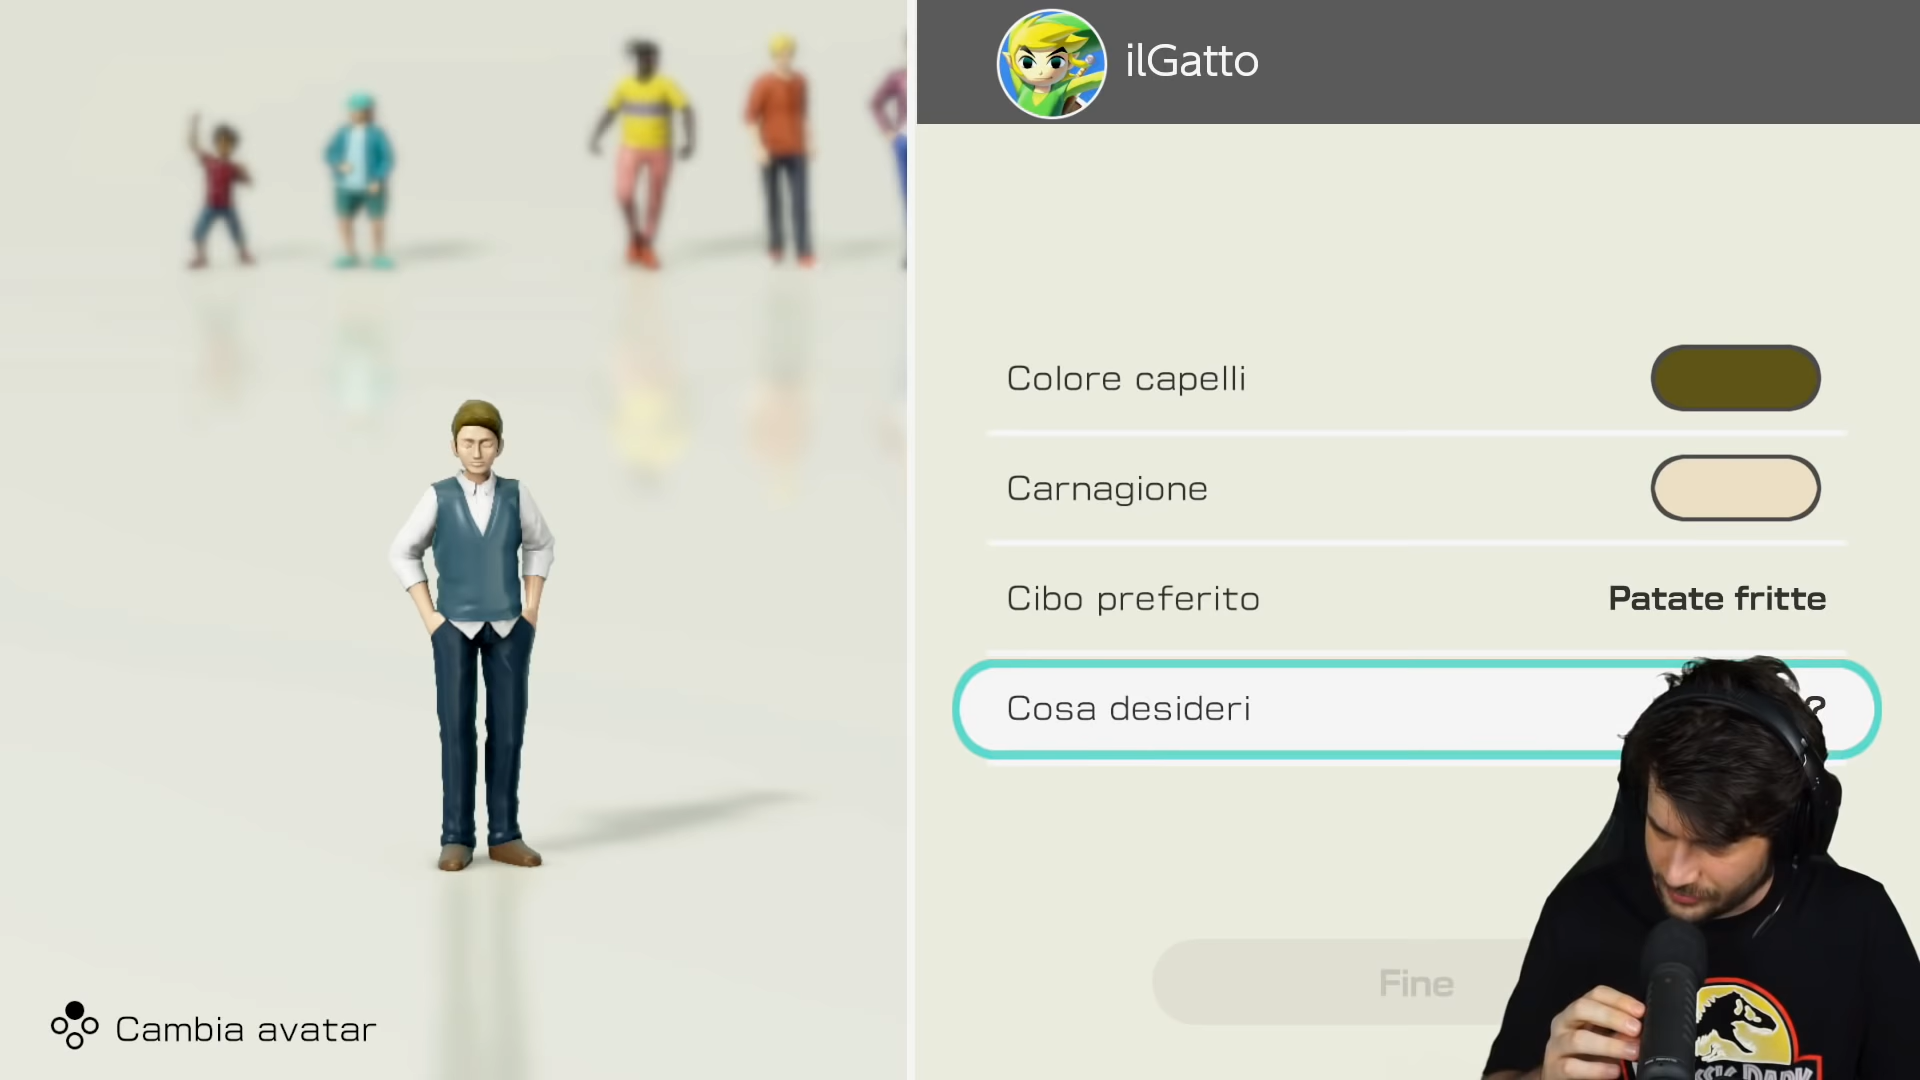 ilGatto
Colore capelli
Carnagione
Cibo preferito
Patate fritte
Cosa desideri
?
Fine
Cambia avatar